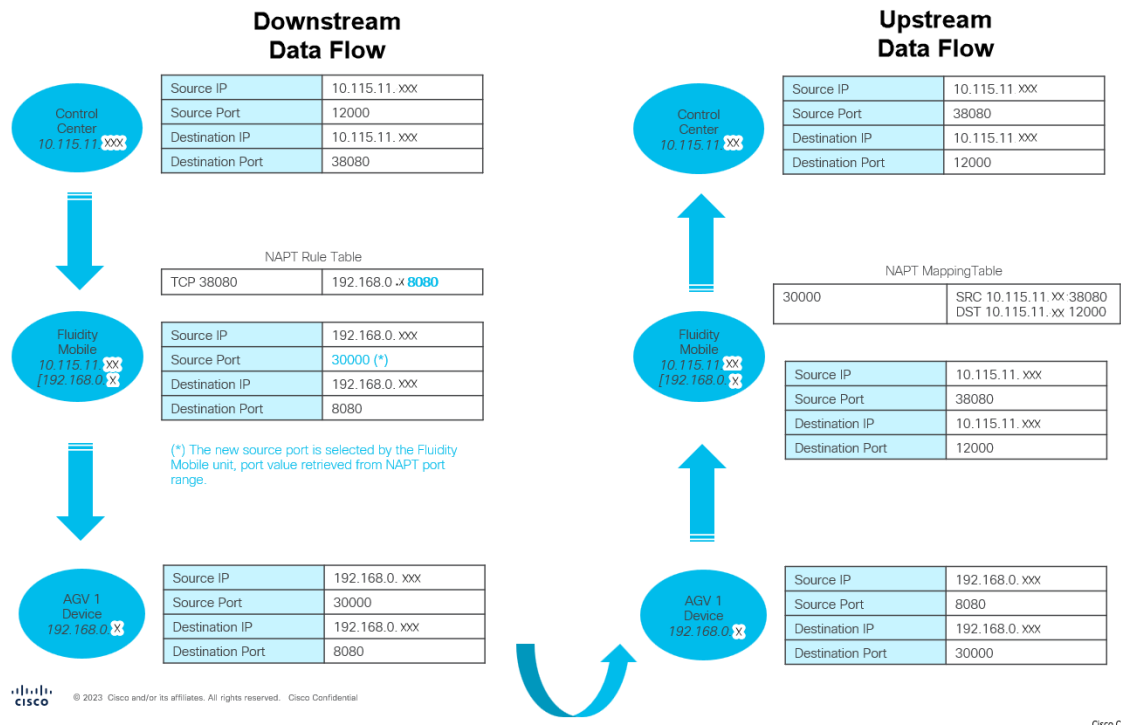 Downstream
Data Flow
Control
Center
10.115.11.XXX
Source IP 10.115.11. XXX
Source Port 12000
Destination IP 10.115.11. XXX
Destination Port 38080
NAPT Rule Table
TCP 38080 192.168.0 .X 8080
Fluidity
Mobile
10.115.11.XX
[192.168.0.X
Source IP 192.168.0. XXX
Source Port 30000 (*)
Destination IP 192.168.0. XXX
Destination Port 8080
(*) The new source port is selected by the Fluidity
Mobile unit, port value retrieved from NAPT port
range.
AGV 1
Device
192.168.0.X
Source IP 192.168.0. XXX
Source Port 30000
Destination IP 192.168.0. XXX
Destination Port 8080
Upstream
Data Flow
Control
Center
10.115.11.XX
Source IP 10.115.11 XXX
Source Port 38080
Destination IP 10.115.11 XXX
Destination Port 12000
NAPT MappingTable
30000 SRC 10.115.11. XX:38080
DST 10.115.11. XX 12000
Fluidity
Mobile
10.115.11.XX
[192.168.0. X
Source IP 10.115.11. XXX
Source Port 38080
Destination IP 10.115.11. XXX
Destination Port 12000
AGV 1
Device
192.168.0.X
Source IP 192.168.0. XXX
Source Port 8080
Destination IP 192.168.0. XXX
Destination Port 30000
CISCO © 2023 Cisco and/or its affiliates. All rights reserved. Cisco Confidential
Cisco C